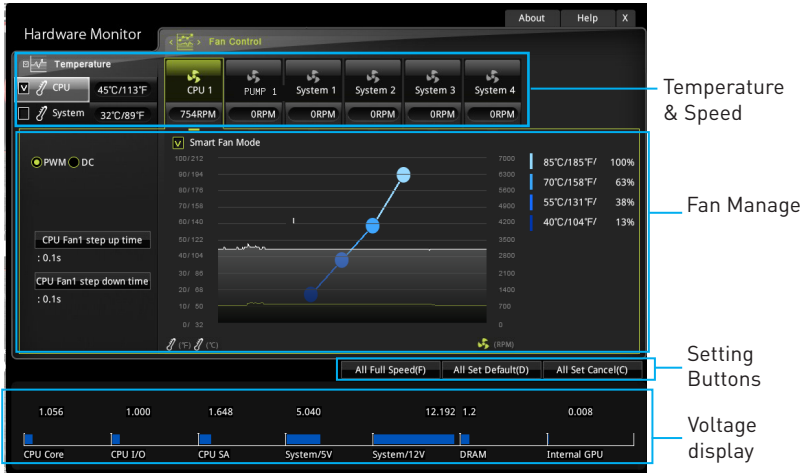 About Help X
Hardware Monitor
Fan Control
Temperature
CPU 45°C/113°F
System 32°C/89°F
CPU 1 PUMP 1 System 1 System 2 System 3 System 4
754RPM 0RPM 0RPM 0RPM 0RPM 0RPM
Temperature
& Speed
PWM DC
CPU Fan1 step up time
: 0.1s
CPU Fan1 step down time
: 0.1s
Smart Fan Mode
100/212 7000
90/194 6300
80/176 5600
70/158 4900
60/140 4200
50/122 3500
40/104 2800
30/ 86 2100
20/ 68 1400
10/ 50 700
0/ 32 0
(°F) (°C) (RPM)
85°C/185°F/ 100%
70°C/158°F/ 63%
55°C/131°F/ 38%
40°C/104°F/ 13%
Fan Manage
All Full Speed(F) All Set Default(D) All Set Cancel(C)
Setting
Buttons
1.056 1.000 1.648 5.040 12.192 1.2 0.008
CPU Core CPU I/O CPU SA System/5V System/12V DRAM Internal GPU
Voltage
display